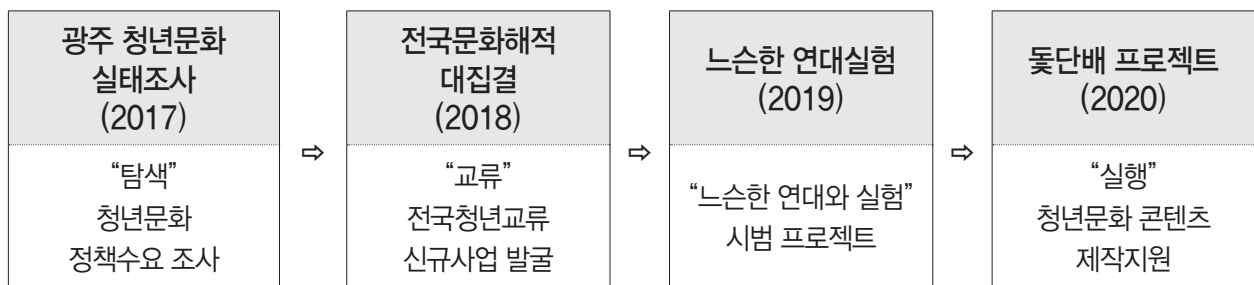 광주 청년문화
실태조사
(2017)
“탐색”
청년문화
정책수요 조사
⇨
전국문화해적
대집결
(2018)
“교류”
전국청년교류
신규사업 발굴
⇨
느슨한 연대실험
(2019)
“느슨한 연대와 실험”
시범 프로젝트
⇨
돛단배 프로젝트
(2020)
“실행”
청년문화 콘텐츠
제작지원